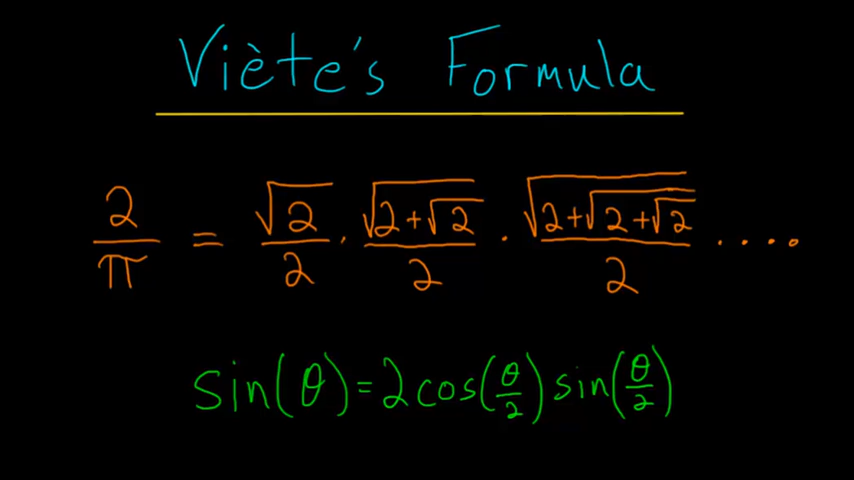 Viète's Formula
2/π = √2/2 · √(2+√2)/2 · √(2+√(2+√2))/2 ....
sin(θ)=2cos(θ/2)sin(θ/2)